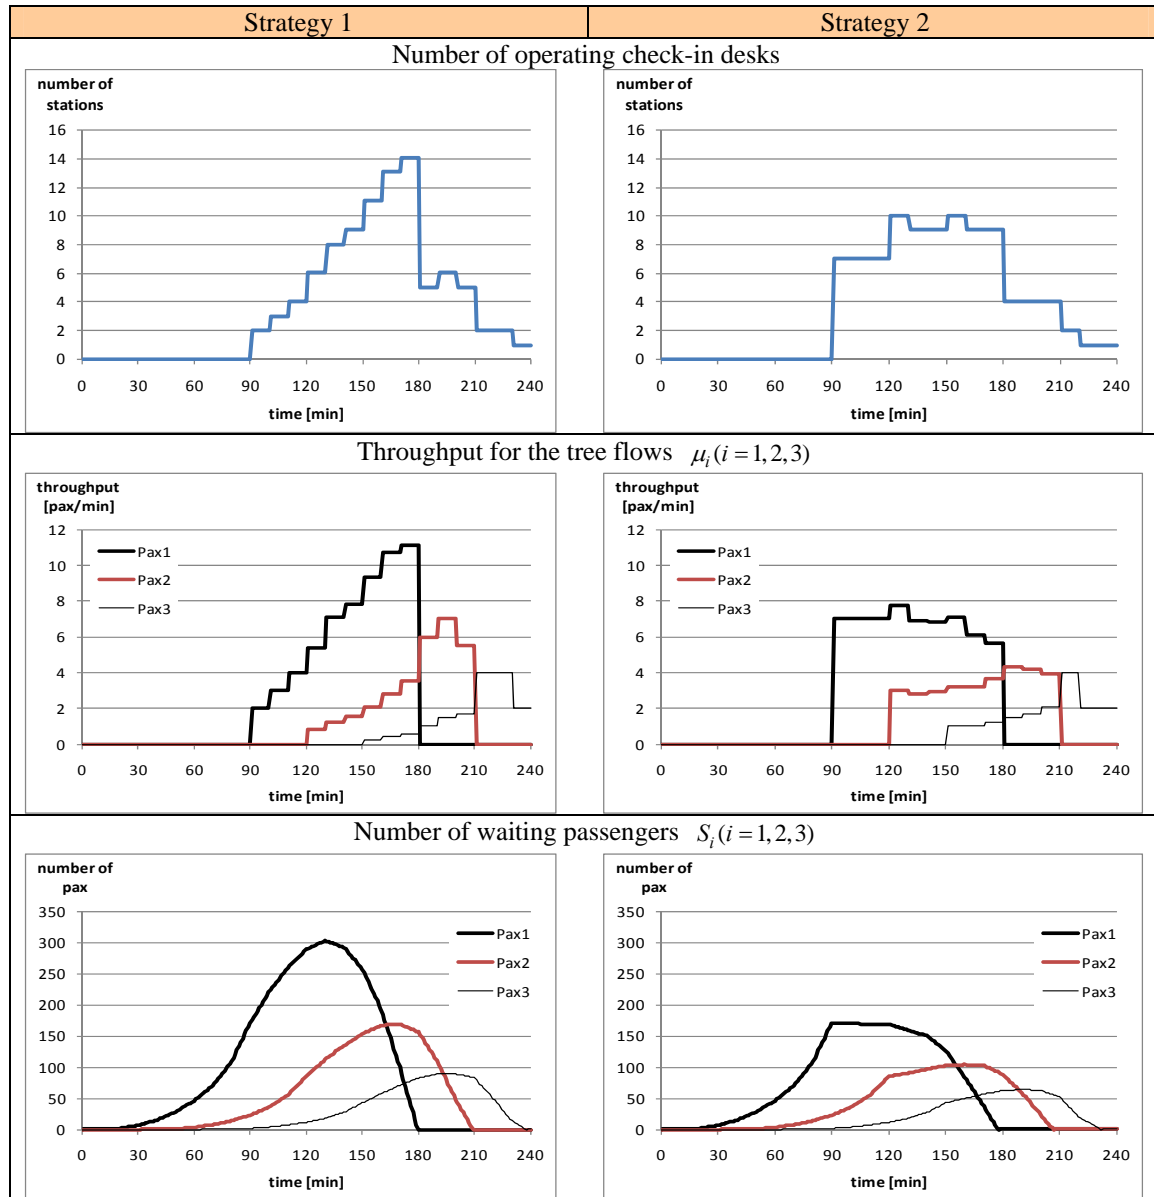 Strategy 1 Strategy 2
Number of operating check-in desks
number of
stations
16
14
12
10
8
6
4
2
0
0 30 60 90 120 150 180 210 240
time [min]
number of
stations
16
14
12
10
8
6
4
2
0
0 30 60 90 120 150 180 210 240
time [min]
Throughput for the tree flows μi (i = 1, 2, 3)
throughput
[pax/min]
12
10
8
6
4
2
0
Pax1
Pax2
Pax3
0 30 60 90 120 150 180 210 240
time [min]
throughput
[pax/min]
12
10
8
6
4
2
0
Pax1
Pax2
Pax3
0 30 60 90 120 150 180 210 240
time [min]
Number of waiting passengers Si (i = 1, 2, 3)
number of
pax
350
300
250
200
150
100
50
0
Pax1
Pax2
Pax3
0 30 60 90 120 150 180 210 240
time [min]
number of
pax
350
300
250
200
150
100
50
0
Pax1
Pax2
Pax3
0 30 60 90 120 150 180 210 240
time [min]